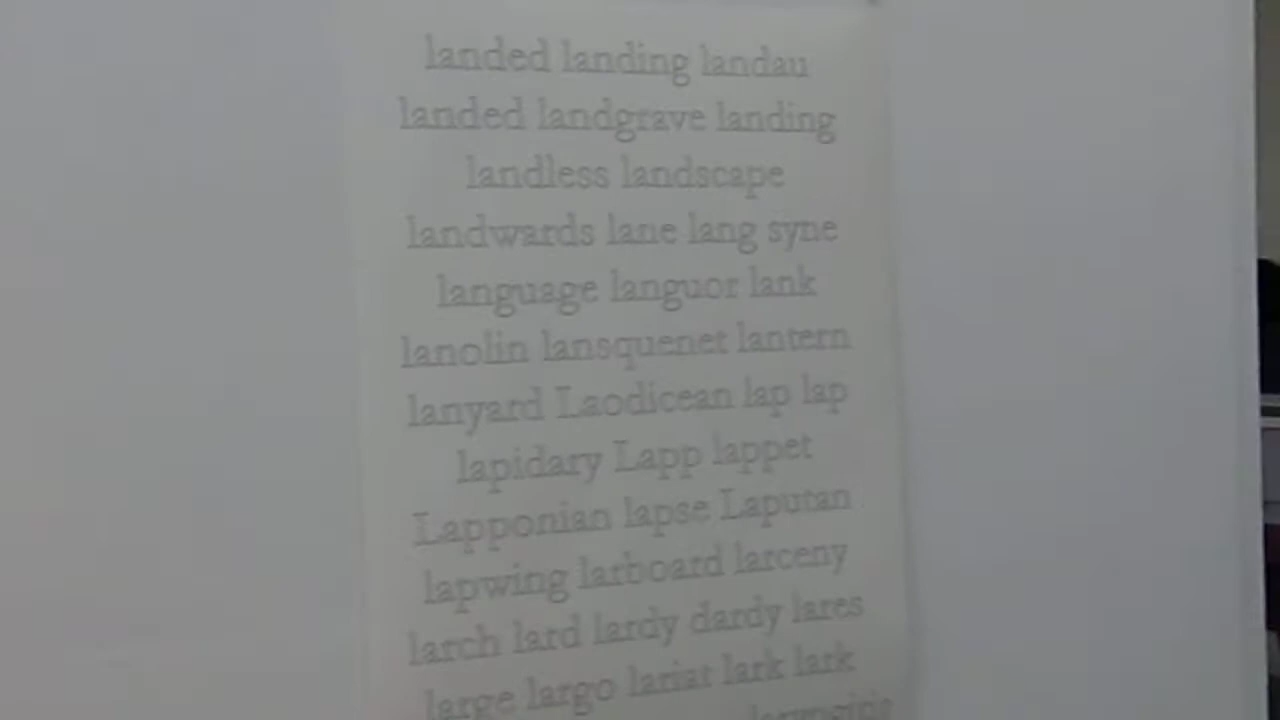 landed landing landau
landed landgrave landing
landless landscape
landwards lane lang syne
language languor lank
lanolin lansquenet lantern
lanyard Laodicean lap lap
lapidary Lapp lappet
Lapponian lapse Laputan
lapwing larboard larceny
larch lard lardy dardy lares
large largo lariat lark lark